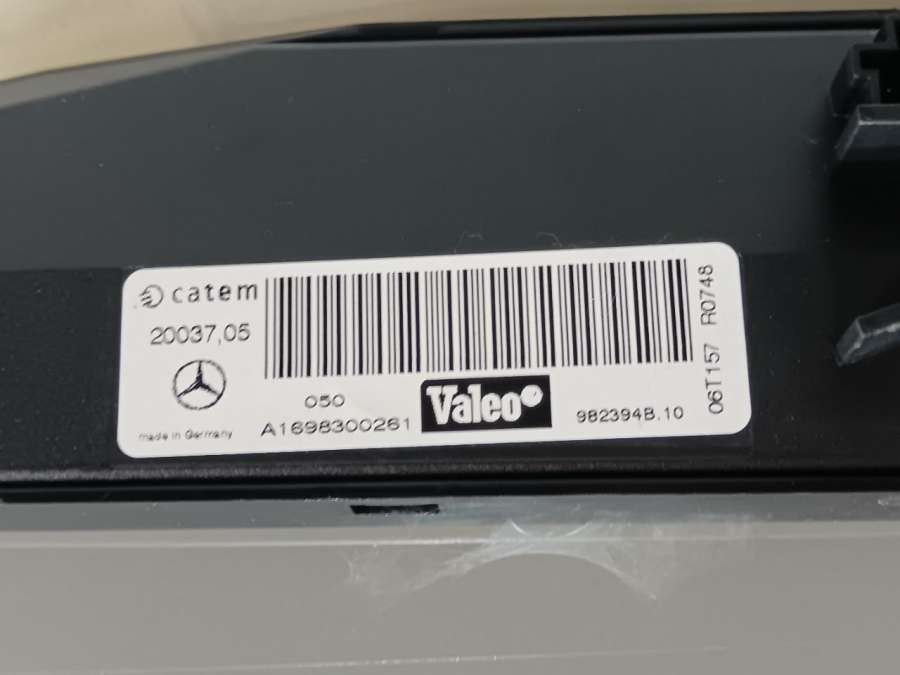 catem
20037,05
050
made in Germany
A1698300261
Valeo
982394B.10
06T157 R0748